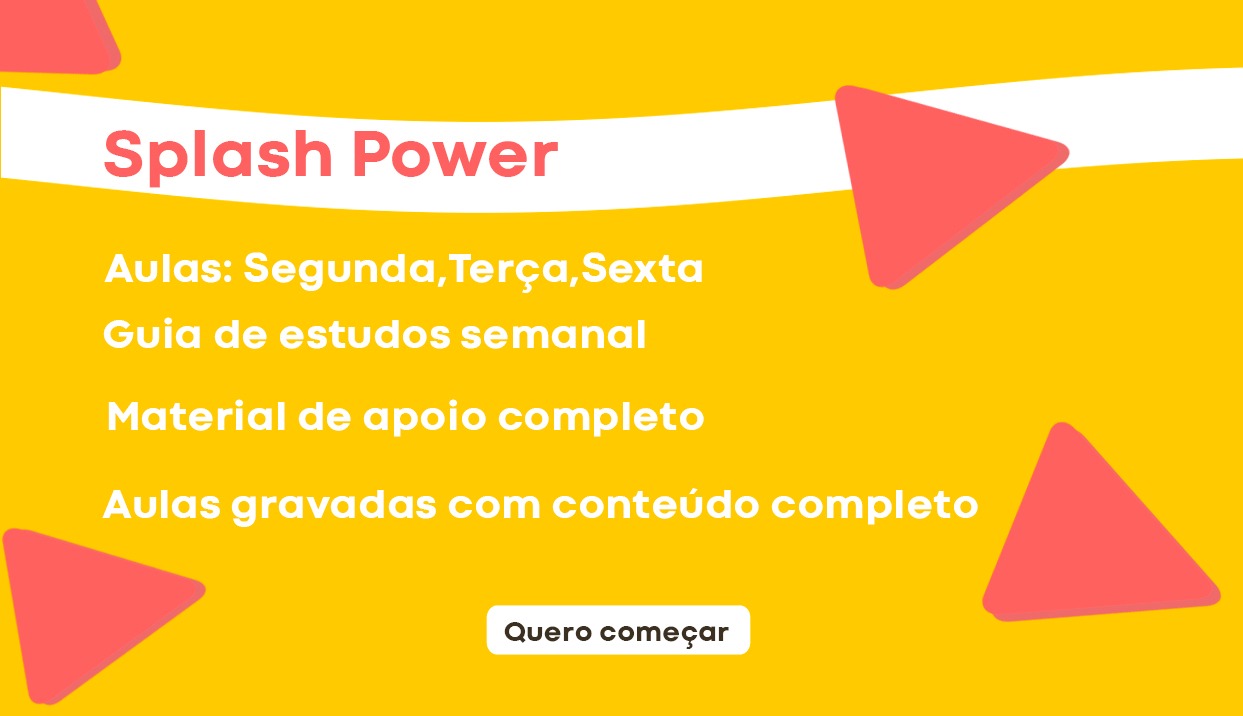 Splash Power
Aulas: Segunda,Terça,Sexta
Guia de estudos semanal
Material de apoio completo
Aulas gravadas com conteúdo completo
Quero começar